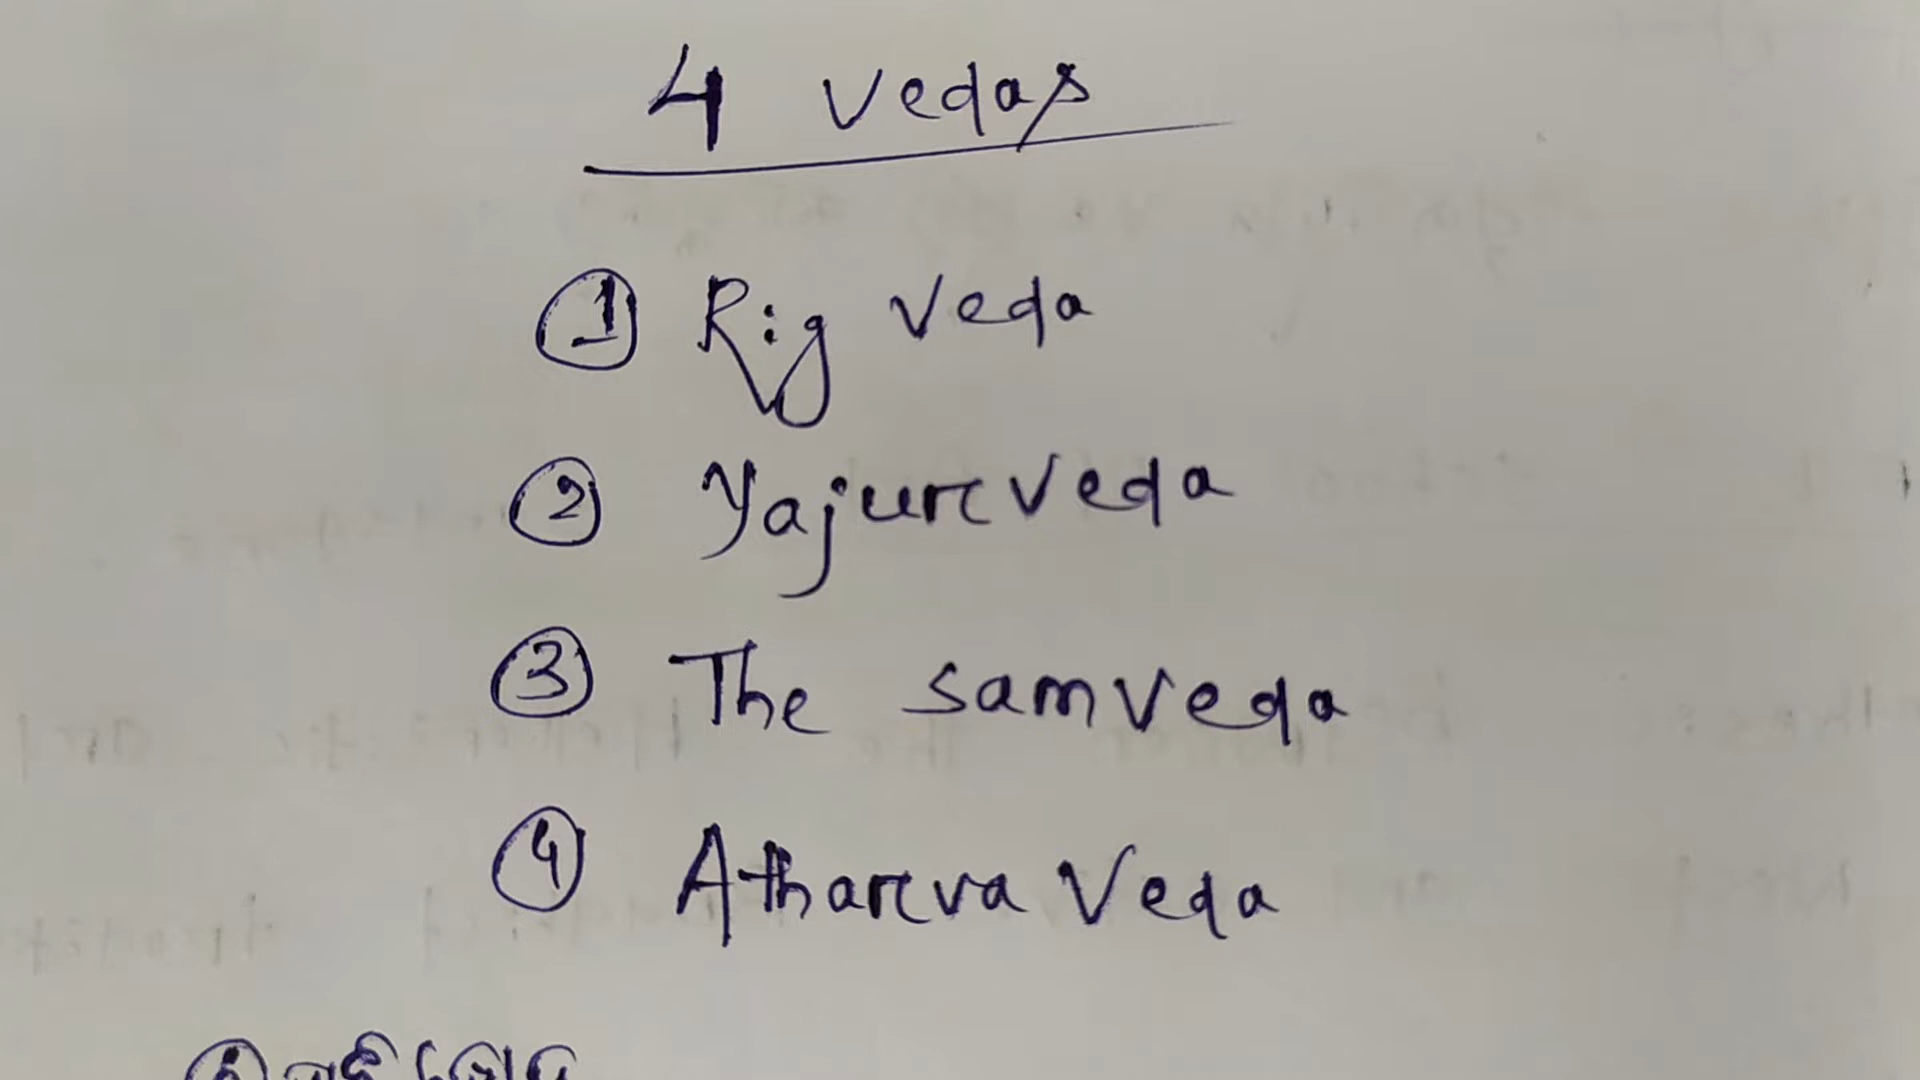 4 Vedas
① Rig Veda
② Yajurveda
③ The samveda
④ Atharva Veda